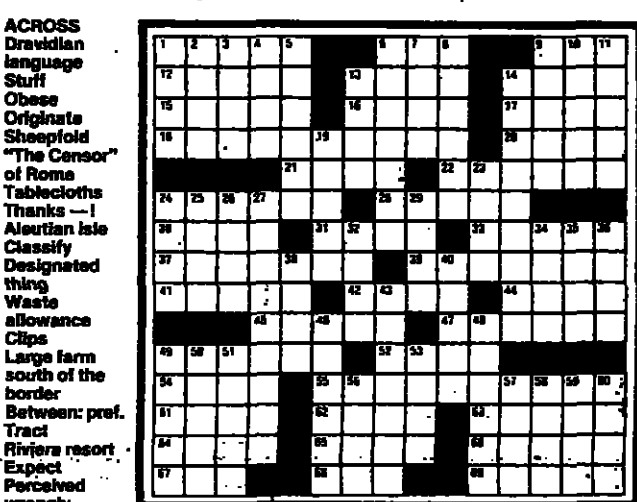 ACROSS
Dravidian
language
Stuff
Obese
Originate
Sheepfold
"The Censor"
of Rome
Tablecloths
Thanks — !
Aleutian isle
Classify
Designated
thing
Waste
allowance
Clips
Large farm
south of the
border
Between: pref.
Tract
Riviera resort
Expect
Perceived
1 2 3 4 5 6 7 8 9 10 11
12 13 14
15 16 17
18 19 20
21 22 23
24 25 26 27 28 29
30 31 32 33 34 35 36
37 38 39 40
41 42 43 44
45 46 47 48
49 50 51 52 53
54 55 56 57 58 59 60
61 62 63
64 65 66
67 68 69